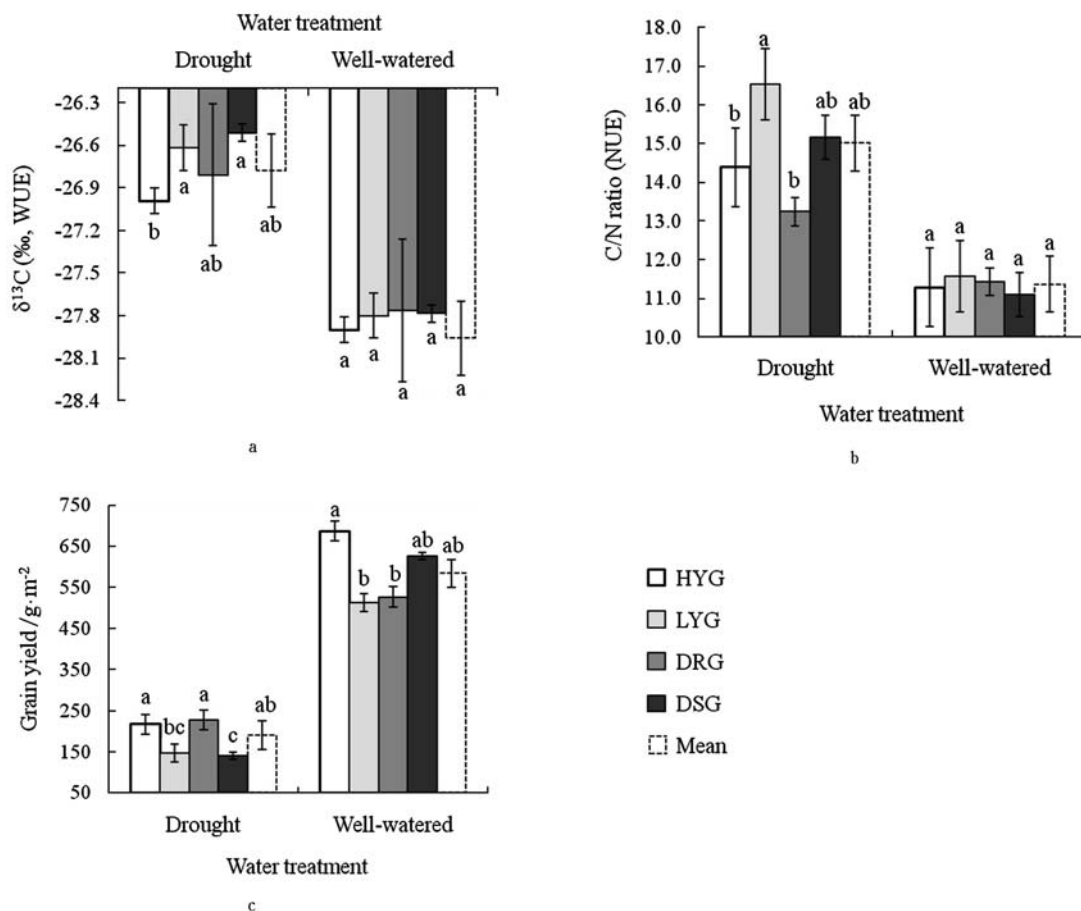 Water treatment
Drought
Well-watered
-26.3
-26.6
-26.9
-27.2
-27.5
-27.8
-28.1
-28.4
δ¹³C (‰, WUE)
b
a
ab
a
ab
a
a
a
a
a
a
18.0
17.0
16.0
15.0
14.0
13.0
12.0
11.0
10.0
C/N ratio (NUE)
b
a
b
ab
ab
a
a
a
a
a
Drought
Well-watered
Water treatment
b
750
650
550
450
350
250
150
50
Grain yield /g·m⁻²
a
bc
a
c
ab
a
b
b
ab
ab
Drought
Well-watered
Water treatment
c
HYG
LYG
DRG
DSG
Mean